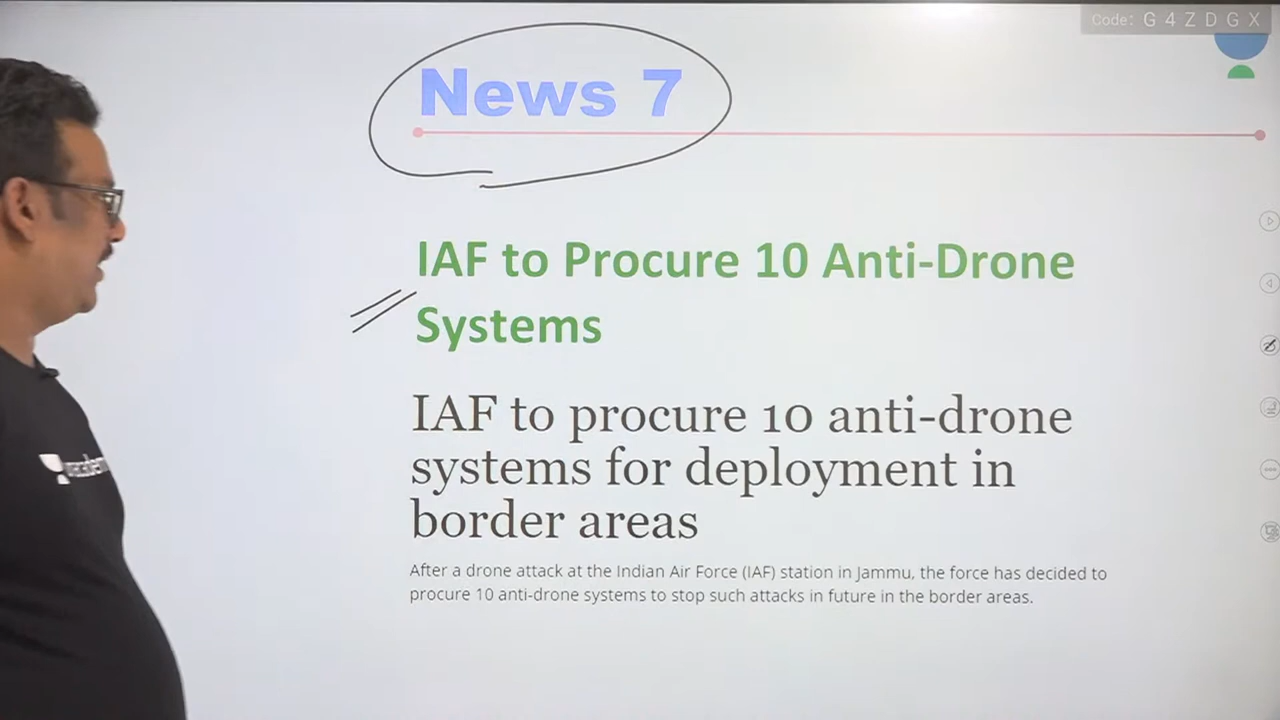 Code: G 4 Z D G X
News 7
IAF to Procure 10 Anti-Drone
Systems
IAF to procure 10 anti-drone
systems for deployment in
border areas
After a drone attack at the Indian Air Force (IAF) station in Jammu, the force has decided to
procure 10 anti-drone systems to stop such attacks in future in the border areas.